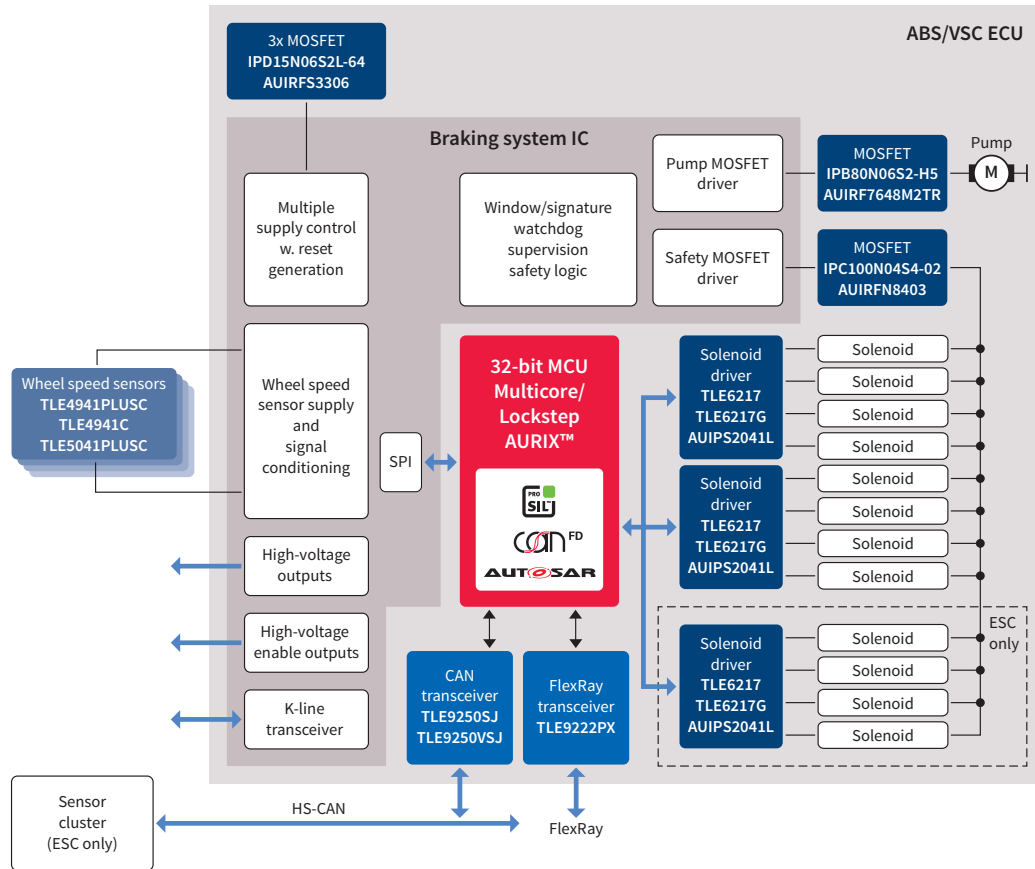 ABS/VSC ECU
3x MOSFET
IPD15N06S2L-64
AUIRFS3306
Braking system IC
Multiple
supply control
w. reset
generation
Window/signature
watchdog
supervision
safety logic
Pump MOSFET
driver
MOSFET
IPB80N06S2-H5
AUIRF7648M2TR
Pump
M
Safety MOSFET
driver
MOSFET
IPC100N04S4-02
AUIRFN8403
Wheel speed sensors
TLE4941PLUSC
TLE4941C
TLE5041PLUSC
Wheel speed
sensor supply
and
signal
conditioning
SPI
32-bit MCU
Multicore/
Lockstep
AURIX™
PRO
SIL
CAN FD
AUTOSAR
Solenoid
driver
TLE6217
TLE6217G
AUIPS2041L
Solenoid
Solenoid
Solenoid
Solenoid
Solenoid
driver
TLE6217
TLE6217G
AUIPS2041L
Solenoid
Solenoid
Solenoid
Solenoid
ESC
only
Solenoid
driver
TLE6217
TLE6217G
AUIPS2041L
Solenoid
Solenoid
Solenoid
Solenoid
High-voltage
outputs
High-voltage
enable outputs
K-line
transceiver
CAN
transceiver
TLE9250SJ
TLE9250VSJ
FlexRay
transceiver
TLE9222PX
Sensor
cluster
(ESC only)
HS-CAN
FlexRay